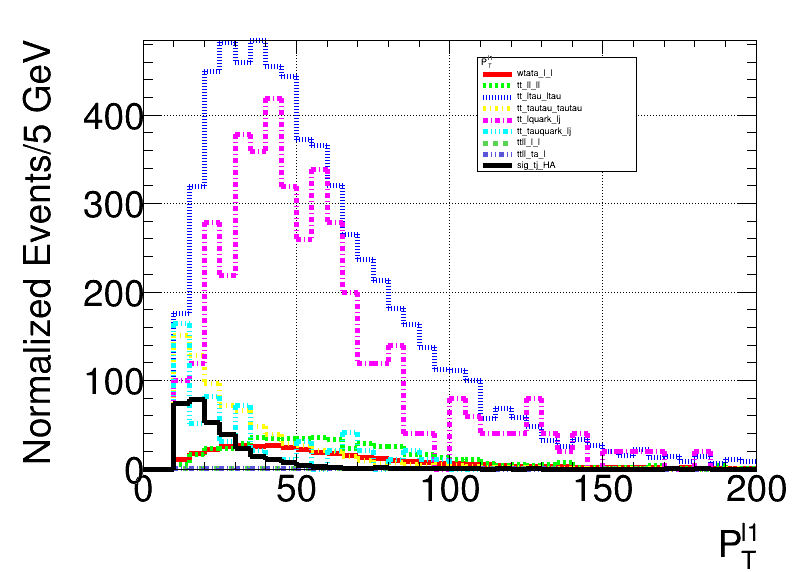 Normalized Events/5 GeV
400
300
200
100
0
0 50 100 150 200
P_T^l1
P_T^l1
wtata_l_l
tt_ll_ll
tt_ltau_ltau
tt_tautau_tautau
tt_lquark_lj
tt_tauquark_lj
ttll_l_l
ttll_ta_l
sig_tj_HA